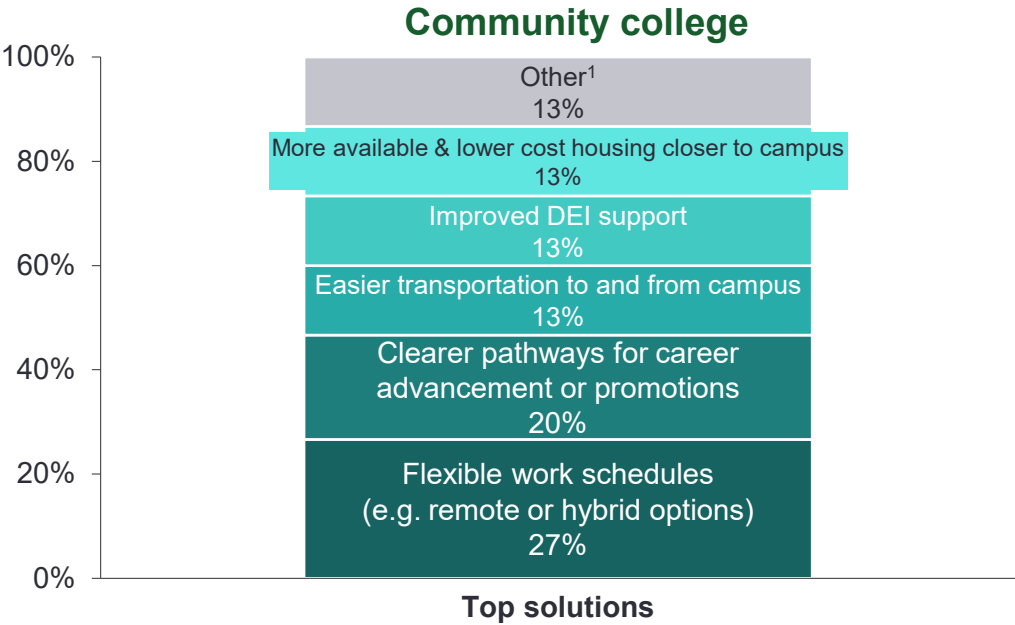 Community college
100%
80%
60%
40%
20%
0%
Other¹
13%
More available & lower cost housing closer to campus
13%
Improved DEI support
13%
Easier transportation to and from campus
13%
Clearer pathways for career
advancement or promotions
20%
Flexible work schedules
(e.g. remote or hybrid options)
27%
Top solutions